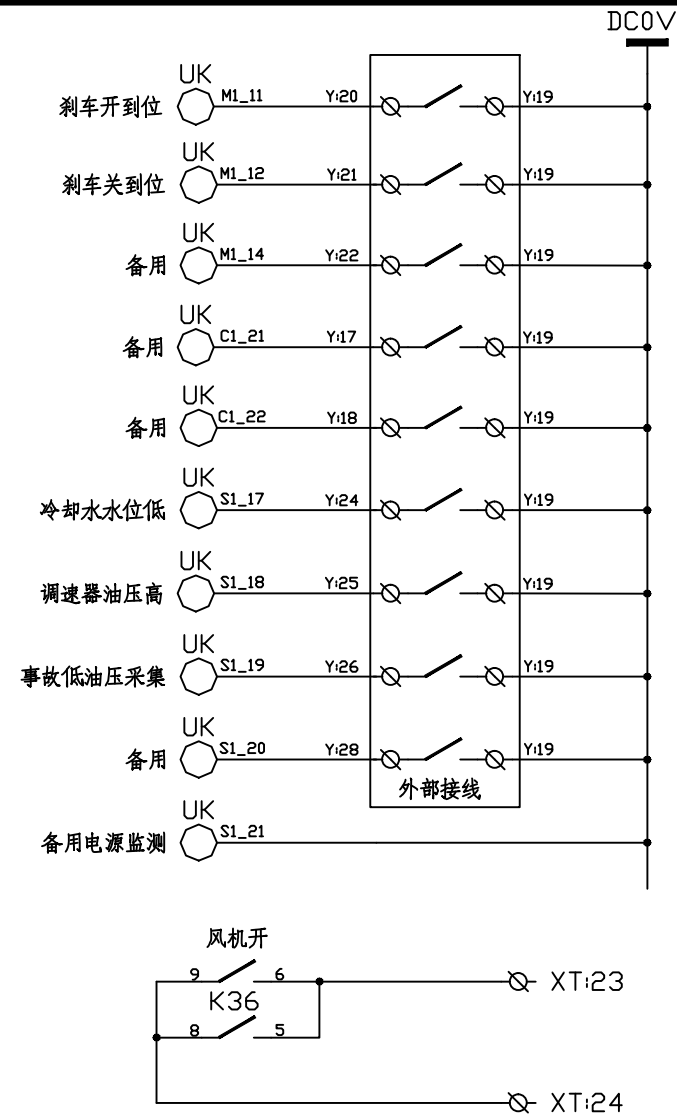 DC0V
UK
刹车开到位 M1_11 Y:20 Y:19
UK
刹车关到位 M1_12 Y:21 Y:19
UK
备用 M1_14 Y:22 Y:19
UK
备用 C1_21 Y:17 Y:19
UK
备用 C1_22 Y:18 Y:19
UK
冷却水水位低 S1_17 Y:24 Y:19
UK
调速器油压高 S1_18 Y:25 Y:19
UK
事故低油压采集 S1_19 Y:26 Y:19
UK
备用 S1_20 Y:28 Y:19
外部接线
UK
备用电源监测 S1_21
风机开
9 6 XT:23
K36
8 5
XT:24